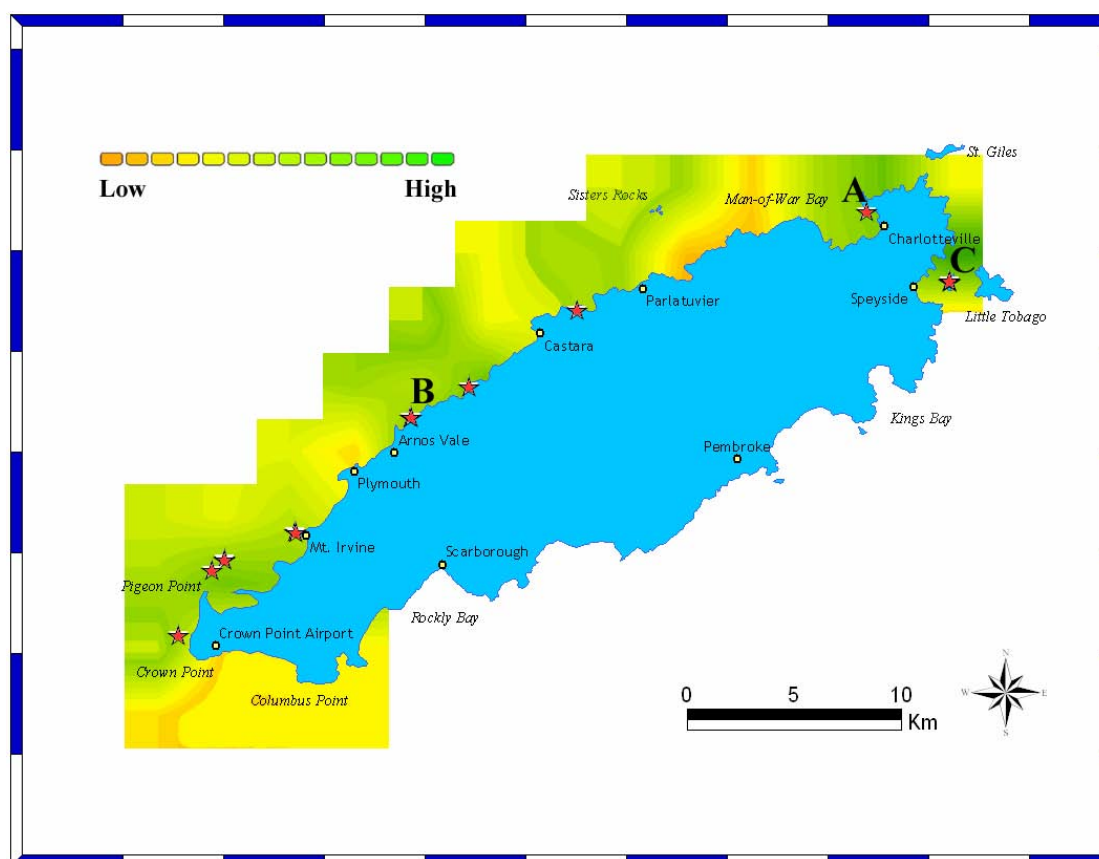 St. Giles
Low High
Sisters Rocks
Man-of-War Bay
A
Charlotteville
C
Speyside
Parlatuvier
Little Tobago
Castara
B
Kings Bay
Arnos Vale
Pembroke
Plymouth
Mt. Irvine
Scarborough
Pigeon Point
Rockly Bay
Crown Point Airport
Crown Point
Columbus Point
N
W E
S
0 5 10
Km